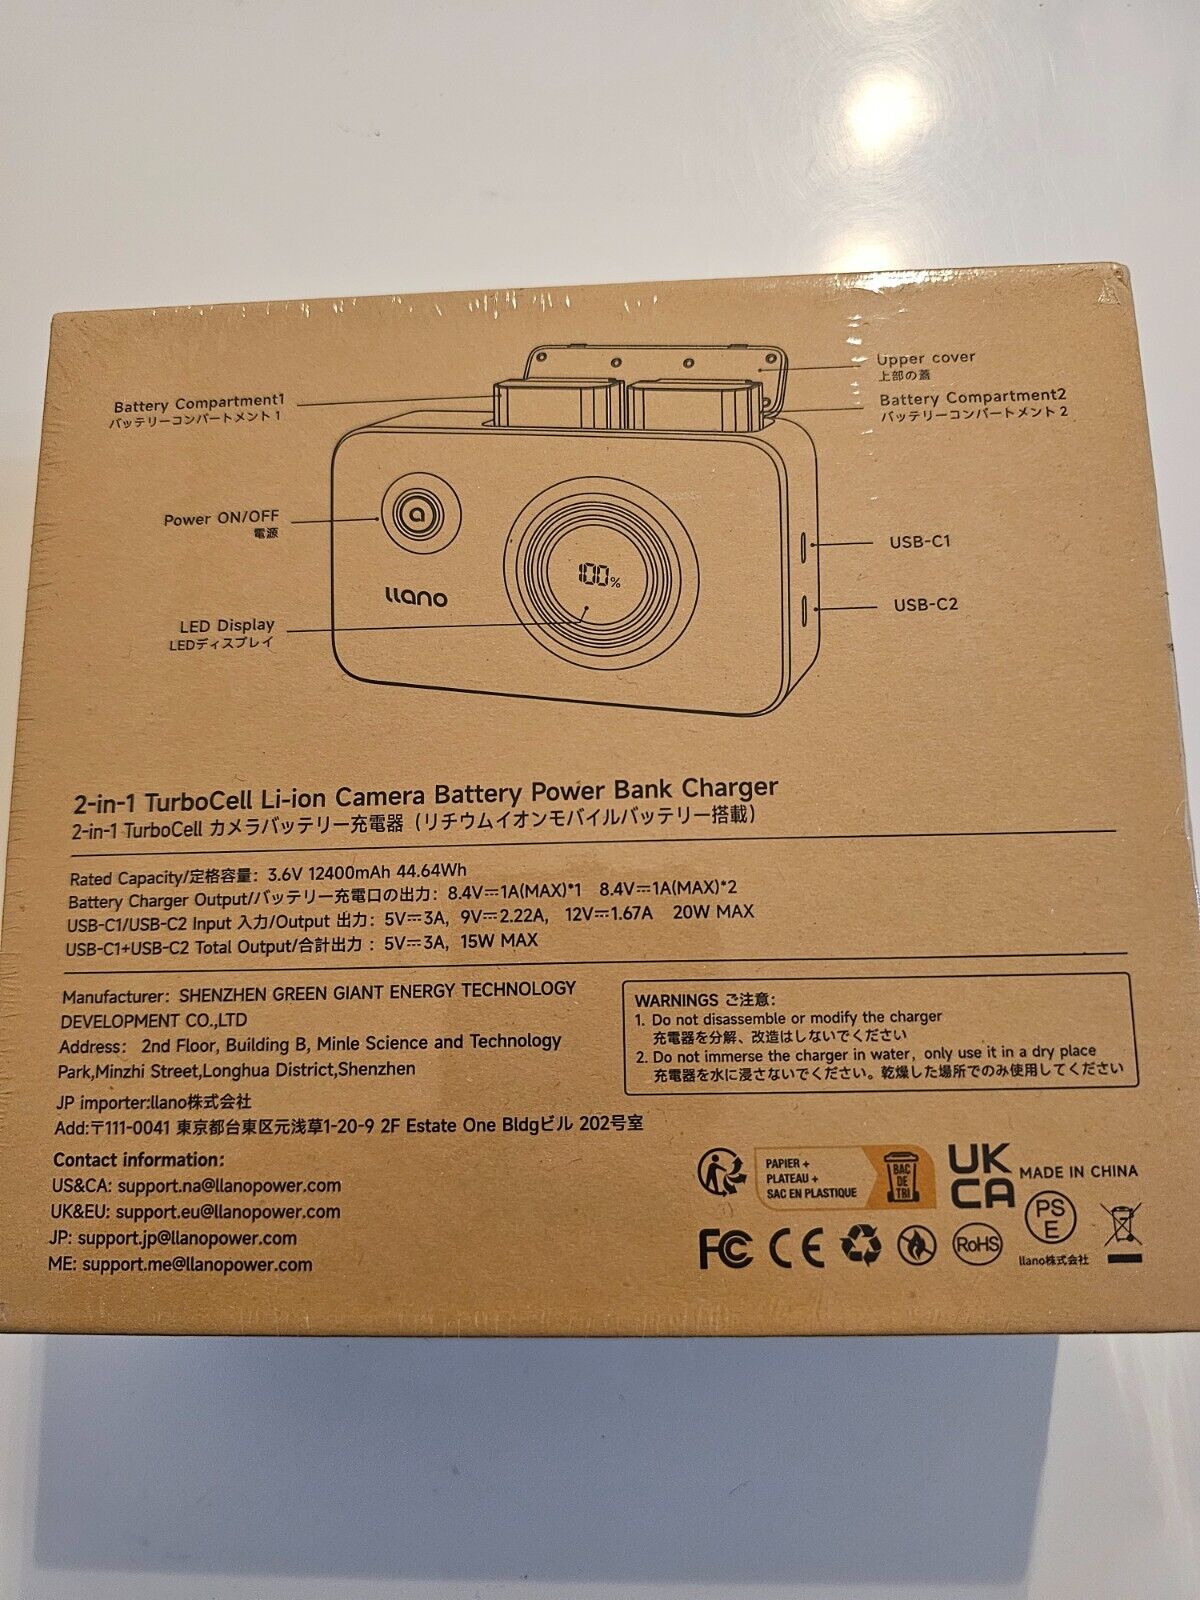 Upper cover
上部の蓋
Battery Compartment1
バッテリーコンパートメント 1
Battery Compartment2
バッテリーコンパートメント 2
Power ON/OFF
電源
USB-C1
100%
llano
USB-C2
LED Display
LEDディスプレイ
2-in-1 TurboCell Li-ion Camera Battery Power Bank Charger
2-in-1 TurboCell カメラバッテリー充電器（リチウムイオンモバイルバッテリー搭載）
Rated Capacity/定格容量：3.6V 12400mAh 44.64Wh
Battery Charger Output/バッテリー充電口の出力：8.4V⎓1A(MAX)*1 8.4V⎓1A(MAX)*2
USB-C1/USB-C2 Input 入力/Output 出力：5V⎓3A, 9V⎓2.22A, 12V⎓1.67A 20W MAX
USB-C1+USB-C2 Total Output/合計出力：5V⎓3A, 15W MAX
Manufacturer: SHENZHEN GREEN GIANT ENERGY TECHNOLOGY
DEVELOPMENT CO.,LTD
Address: 2nd Floor, Building B, Minle Science and Technology
Park,Minzhi Street,Longhua District,Shenzhen
JP importer:llano株式会社
Add:〒111-0041 東京都台東区元浅草1-20-9 2F Estate One Bldgビル 202号室
Contact information:
US&CA: support.na@llanopower.com
UK&EU: support.eu@llanopower.com
JP: support.jp@llanopower.com
ME: support.me@llanopower.com
WARNINGS ご注意：
1. Do not disassemble or modify the charger
充電器を分解、改造はしないでください
2. Do not immerse the charger in water, only use it in a dry place
充電器を水に浸さないでください。乾燥した場所でのみ使用してください
PAPIER +
PLATEAU +
SAC EN PLASTIQUE
BAC
DE
TRI
UK
CA
MADE IN CHINA
FC CE RoHS
PS
E
llano株式会社